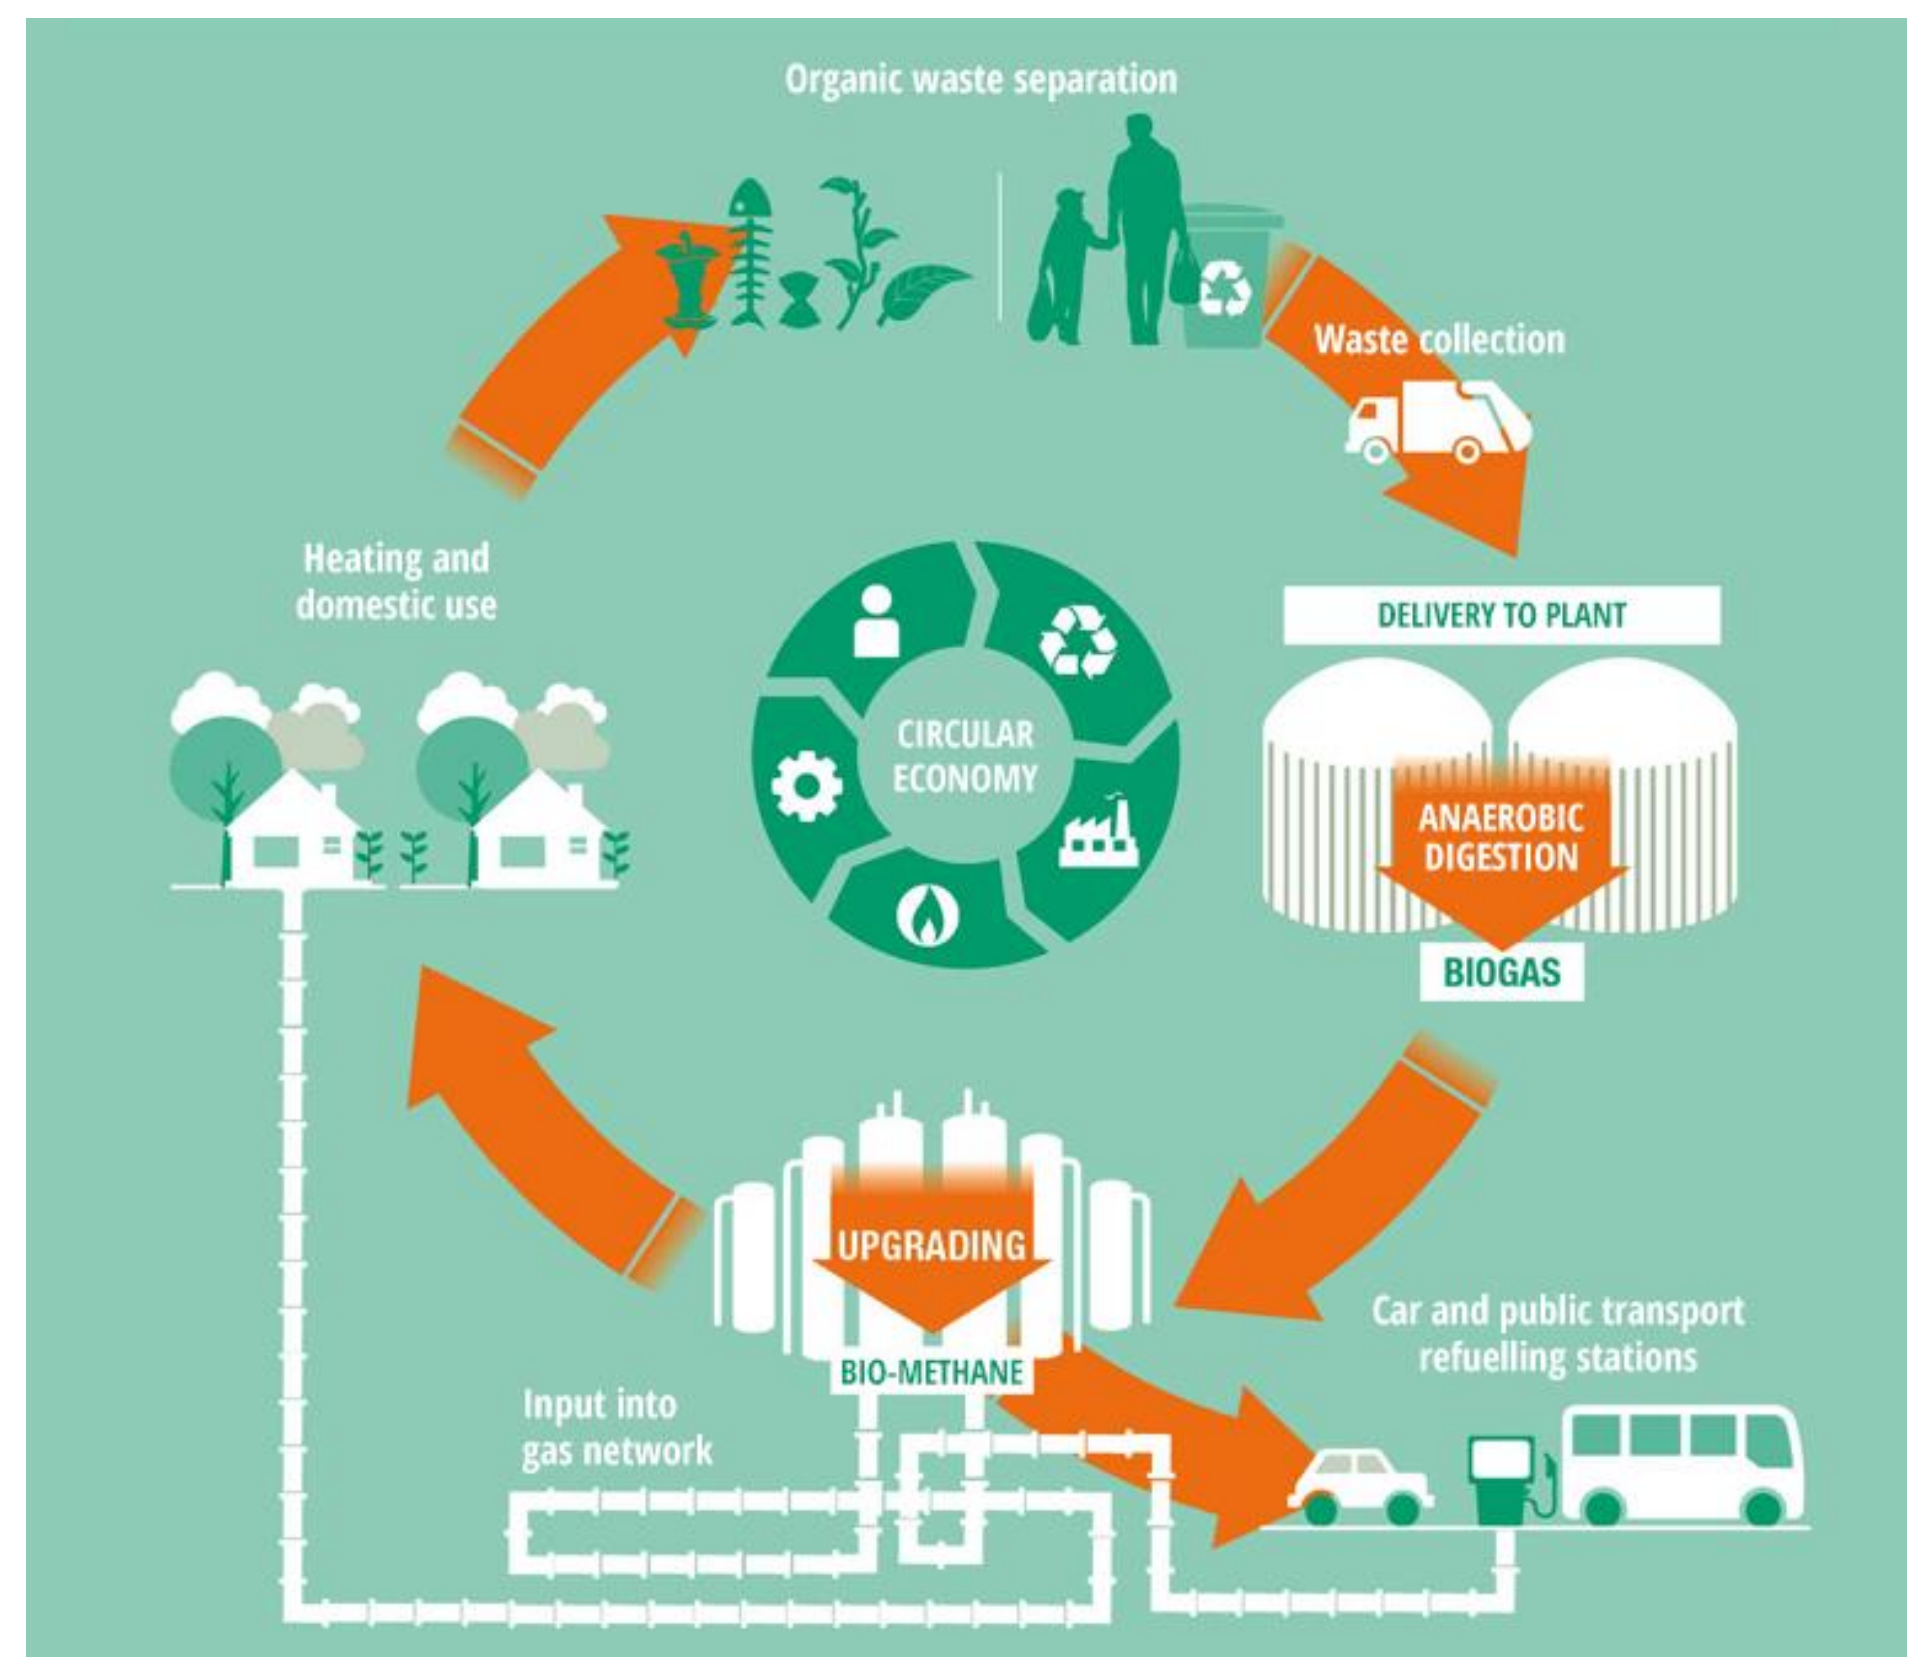 Organic waste separation
Waste collection
Heating and
domestic use
DELIVERY TO PLANT
CIRCULAR
ECONOMY
ANAEROBIC
DIGESTION
BIOGAS
UPGRADING
BIO-METHANE
Car and public transport
refuelling stations
Input into
gas network